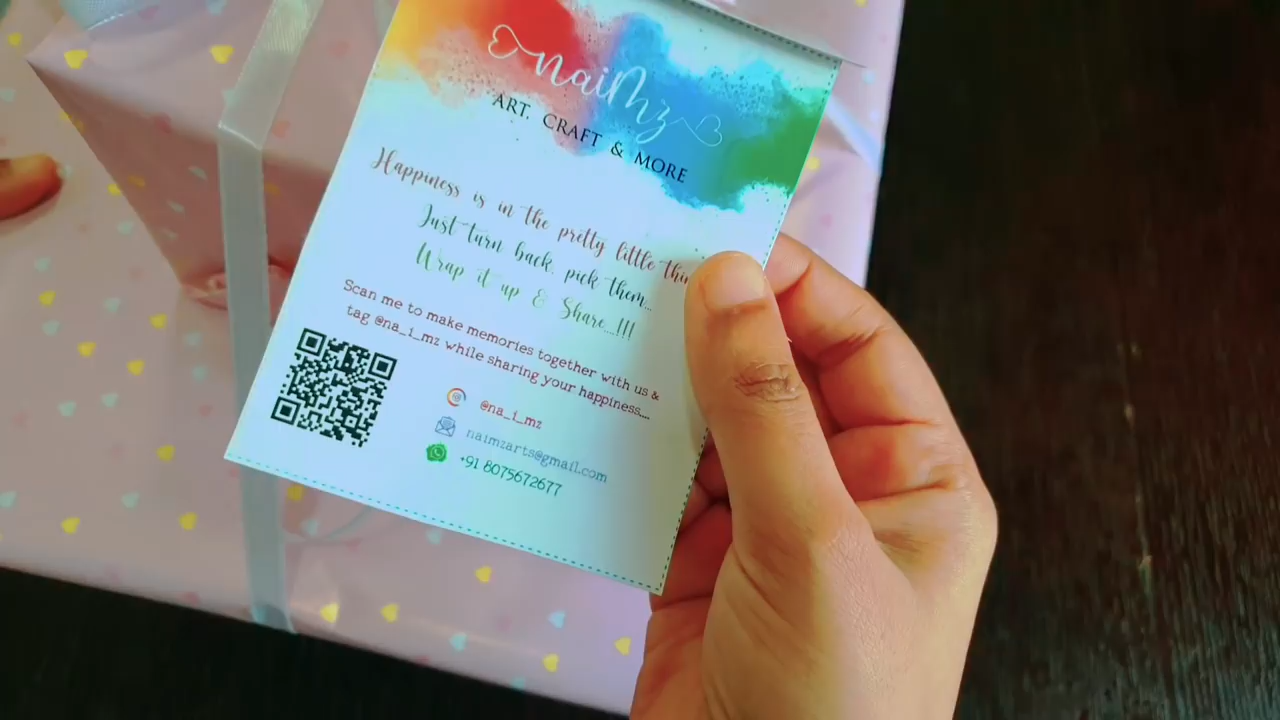 naimz
ART, CRAFT & MORE
Happiness is in the pretty little
Just turn back, pick them...
Wrap it up & Share...!!!
Scan me to make memories together with us &
tag @na_i_mz while sharing your happiness....
@na_i_mz
naimzarts@gmail.com
+91 8075672677